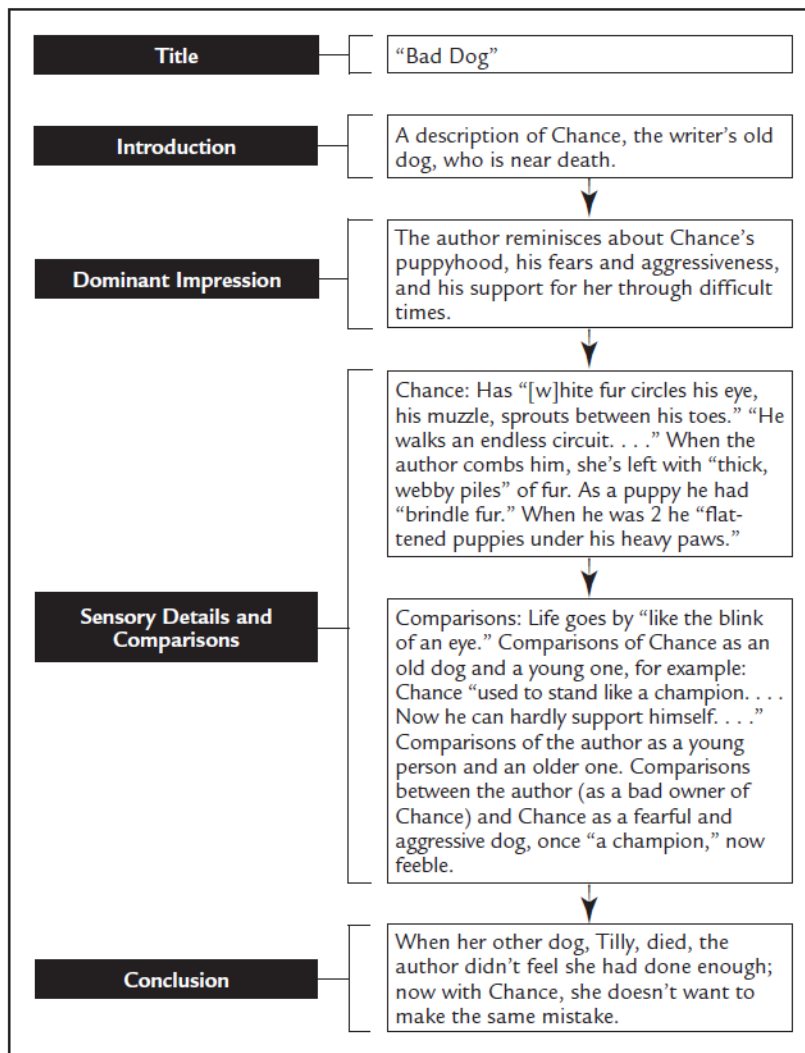 Title
“Bad Dog”
Introduction
A description of Chance, the writer’s old
dog, who is near death.
Dominant Impression
The author reminisces about Chance’s
puppyhood, his fears and aggressiveness,
and his support for her through difficult
times.
Sensory Details and
Comparisons
Chance: Has “[w]hite fur circles his eye,
his muzzle, sprouts between his toes.” “He
walks an endless circuit. . . .” When the
author combs him, she’s left with “thick,
webby piles” of fur. As a puppy he had
“brindle fur.” When he was 2 he “flat-
tened puppies under his heavy paws.”
Comparisons: Life goes by “like the blink
of an eye.” Comparisons of Chance as an
old dog and a young one, for example:
Chance “used to stand like a champion. . . .
Now he can hardly support himself. . . .”
Comparisons of the author as a young
person and an older one. Comparisons
between the author (as a bad owner of
Chance) and Chance as a fearful and
aggressive dog, once “a champion,” now
feeble.
Conclusion
When her other dog, Tilly, died, the
author didn’t feel she had done enough;
now with Chance, she doesn’t want to
make the same mistake.